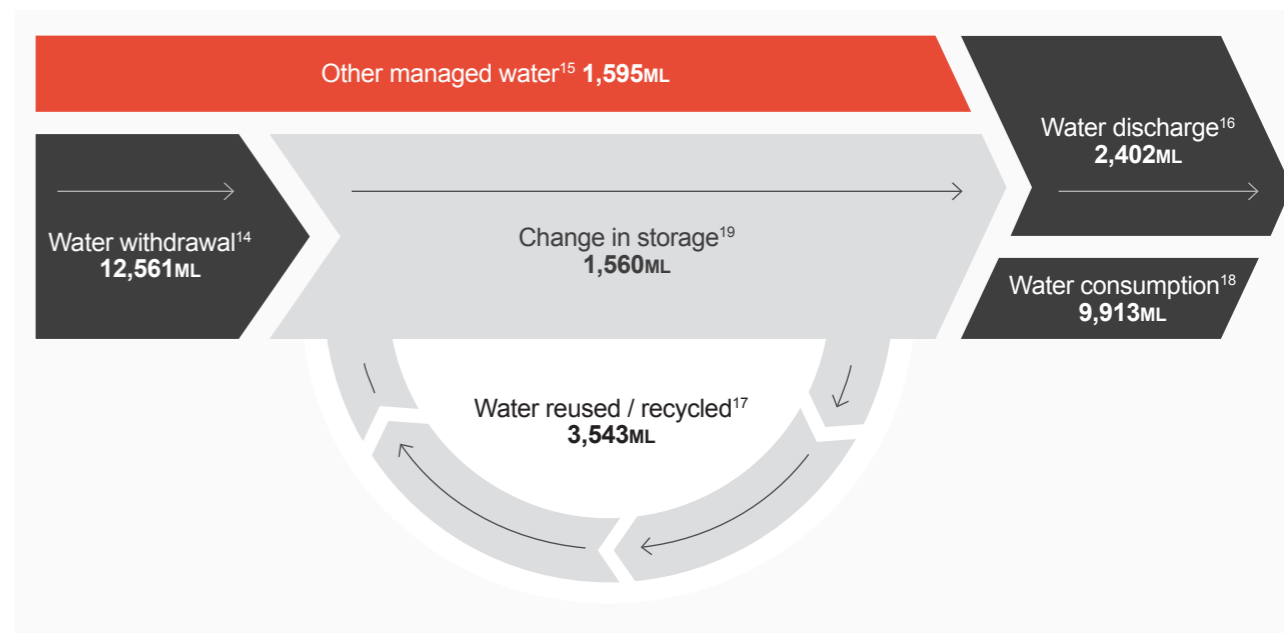 Other managed water15 1,595ML
Water discharge16
2,402ML
Water withdrawal14
12,561ML
Change in storage19
1,560ML
Water consumption18
9,913ML
Water reused / recycled17
3,543ML